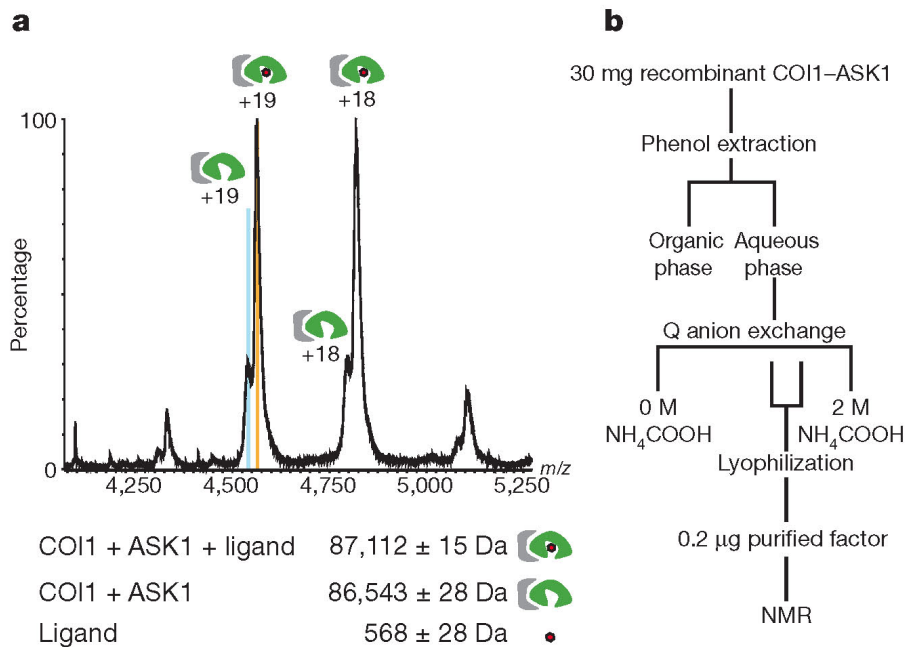 a
+19
+18
+19
+18
100
0
Percentage
4,250
4,500
4,750
5,000
5,250
m/z
COI1 + ASK1 + ligand 87,112 ± 15 Da
COI1 + ASK1 86,543 ± 28 Da
Ligand 568 ± 28 Da
b
30 mg recombinant COI1–ASK1
Phenol extraction
Organic
phase
Aqueous
phase
Q anion exchange
0 M
NH₄COOH
2 M
NH₄COOH
Lyophilization
0.2 µg purified factor
NMR